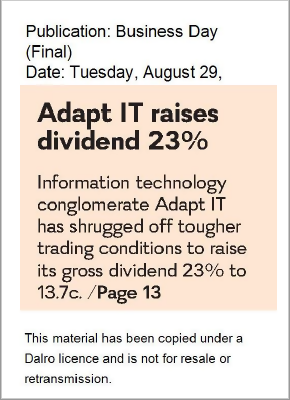 Publication: Business Day
(Final)
Date: Tuesday, August 29,
Adapt IT raises
dividend 23%
Information technology
conglomerate Adapt IT
has shrugged off tougher
trading conditions to raise
its gross dividend 23% to
13.7c. /Page 13
This material has been copied under a
Dalro licence and is not for resale or
retransmission.